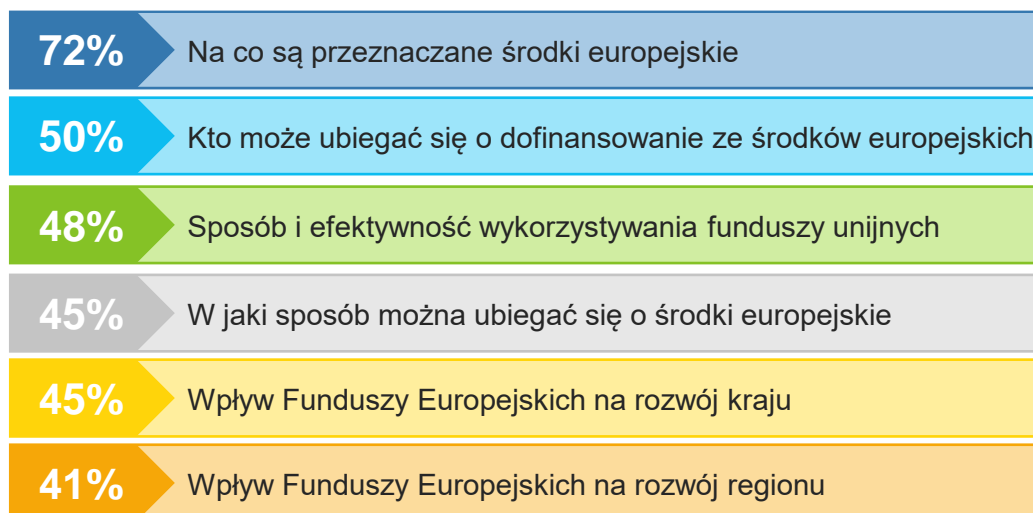 72% Na co są przeznaczane środki europejskie
50% Kto może ubiegać się o dofinansowanie ze środków europejskich
48% Sposób i efektywność wykorzystywania funduszy unijnych
45% W jaki sposób można ubiegać się o środki europejskie
45% Wpływ Funduszy Europejskich na rozwój kraju
41% Wpływ Funduszy Europejskich na rozwój regionu